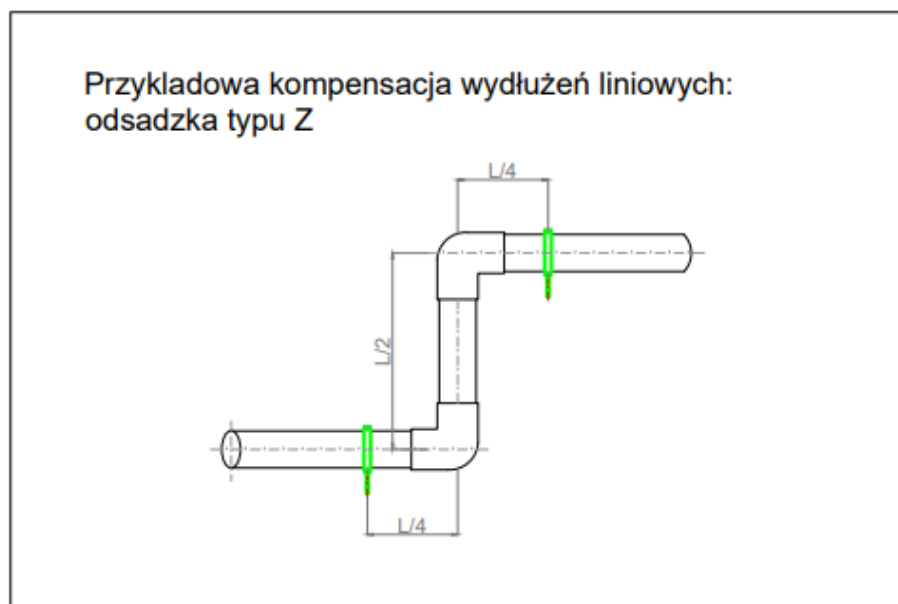 Przykladowa kompensacja wydłużeń liniowych:
odsadzka typu Z
L/4
L/2
L/4